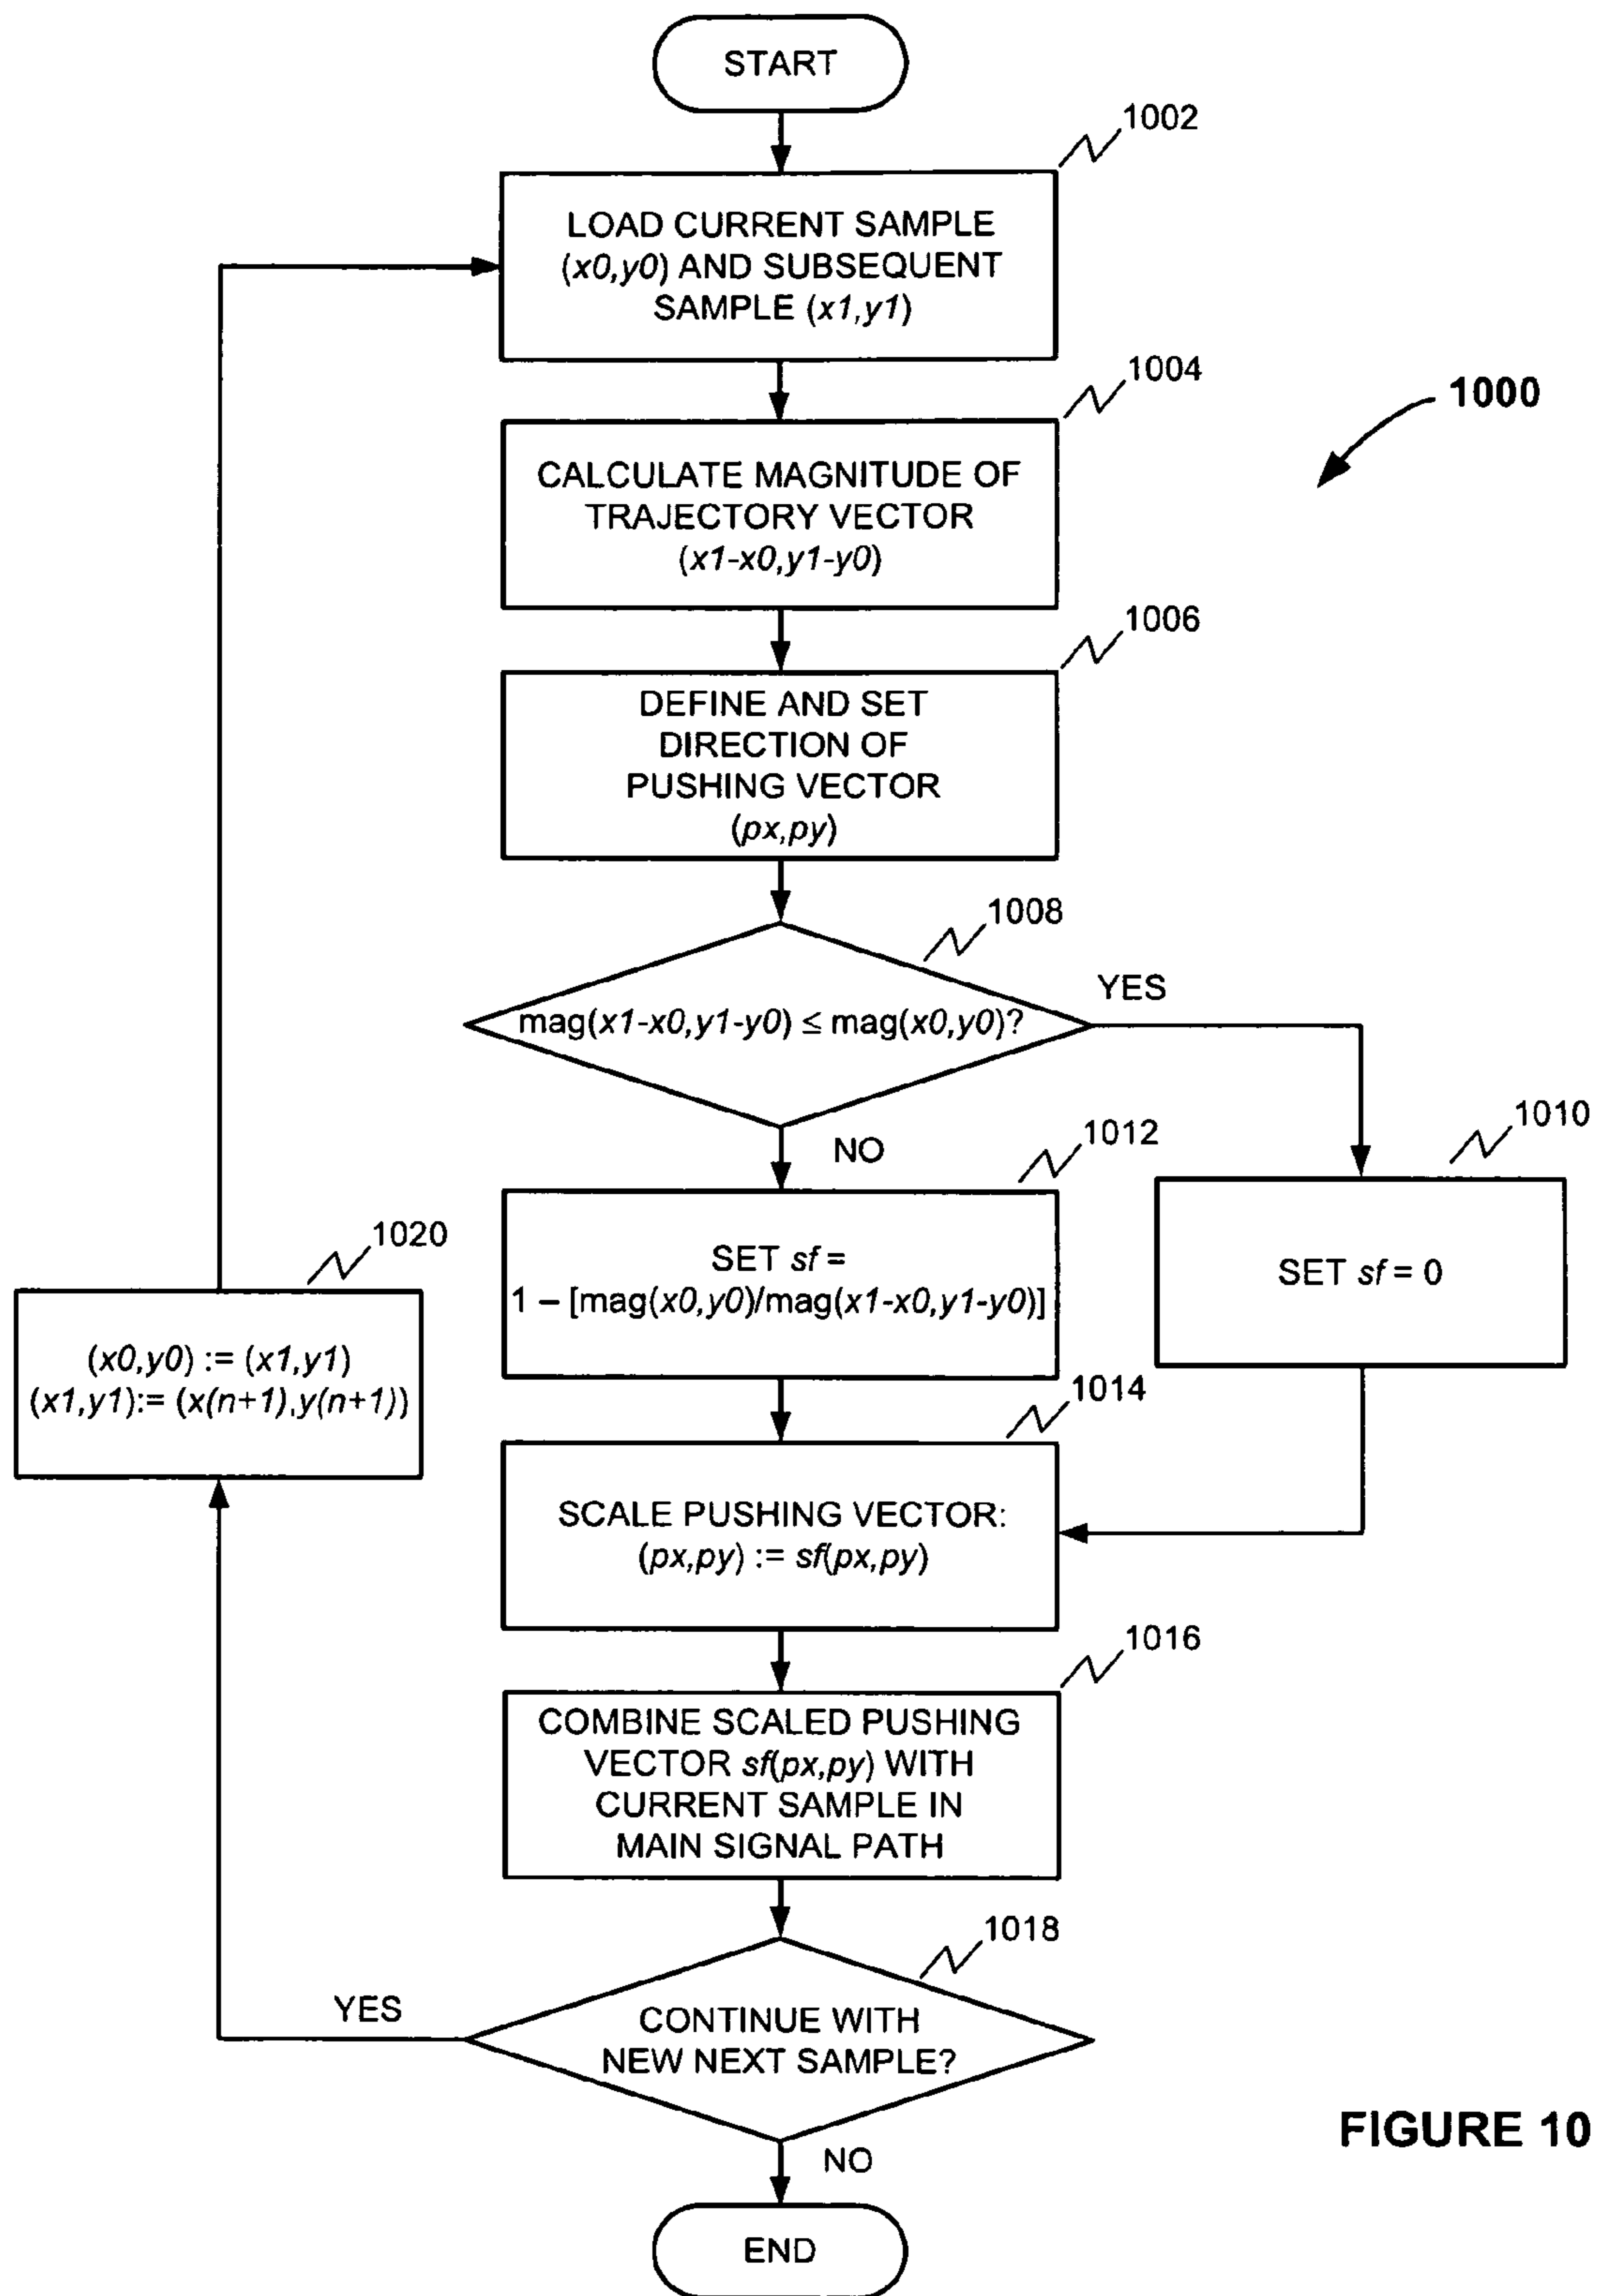 START
1002
LOAD CURRENT SAMPLE
(x0,y0) AND SUBSEQUENT
SAMPLE (x1,y1)
1004
1000
CALCULATE MAGNITUDE OF
TRAJECTORY VECTOR
(x1-x0,y1-y0)
1006
DEFINE AND SET
DIRECTION OF
PUSHING VECTOR
(px,py)
1008
mag(x1-x0,y1-y0) ≤ mag(x0,y0)?
YES
NO
1012
1010
SET sf =
1 – [mag(x0,y0)/mag(x1-x0,y1-y0)]
SET sf = 0
1020
(x0,y0) := (x1,y1)
(x1,y1):= (x(n+1),y(n+1))
1014
SCALE PUSHING VECTOR:
(px,py) := sf(px,py)
1016
COMBINE SCALED PUSHING
VECTOR sf(px,py) WITH
CURRENT SAMPLE IN
MAIN SIGNAL PATH
1018
YES
CONTINUE WITH
NEW NEXT SAMPLE?
NO
FIGURE 10
END